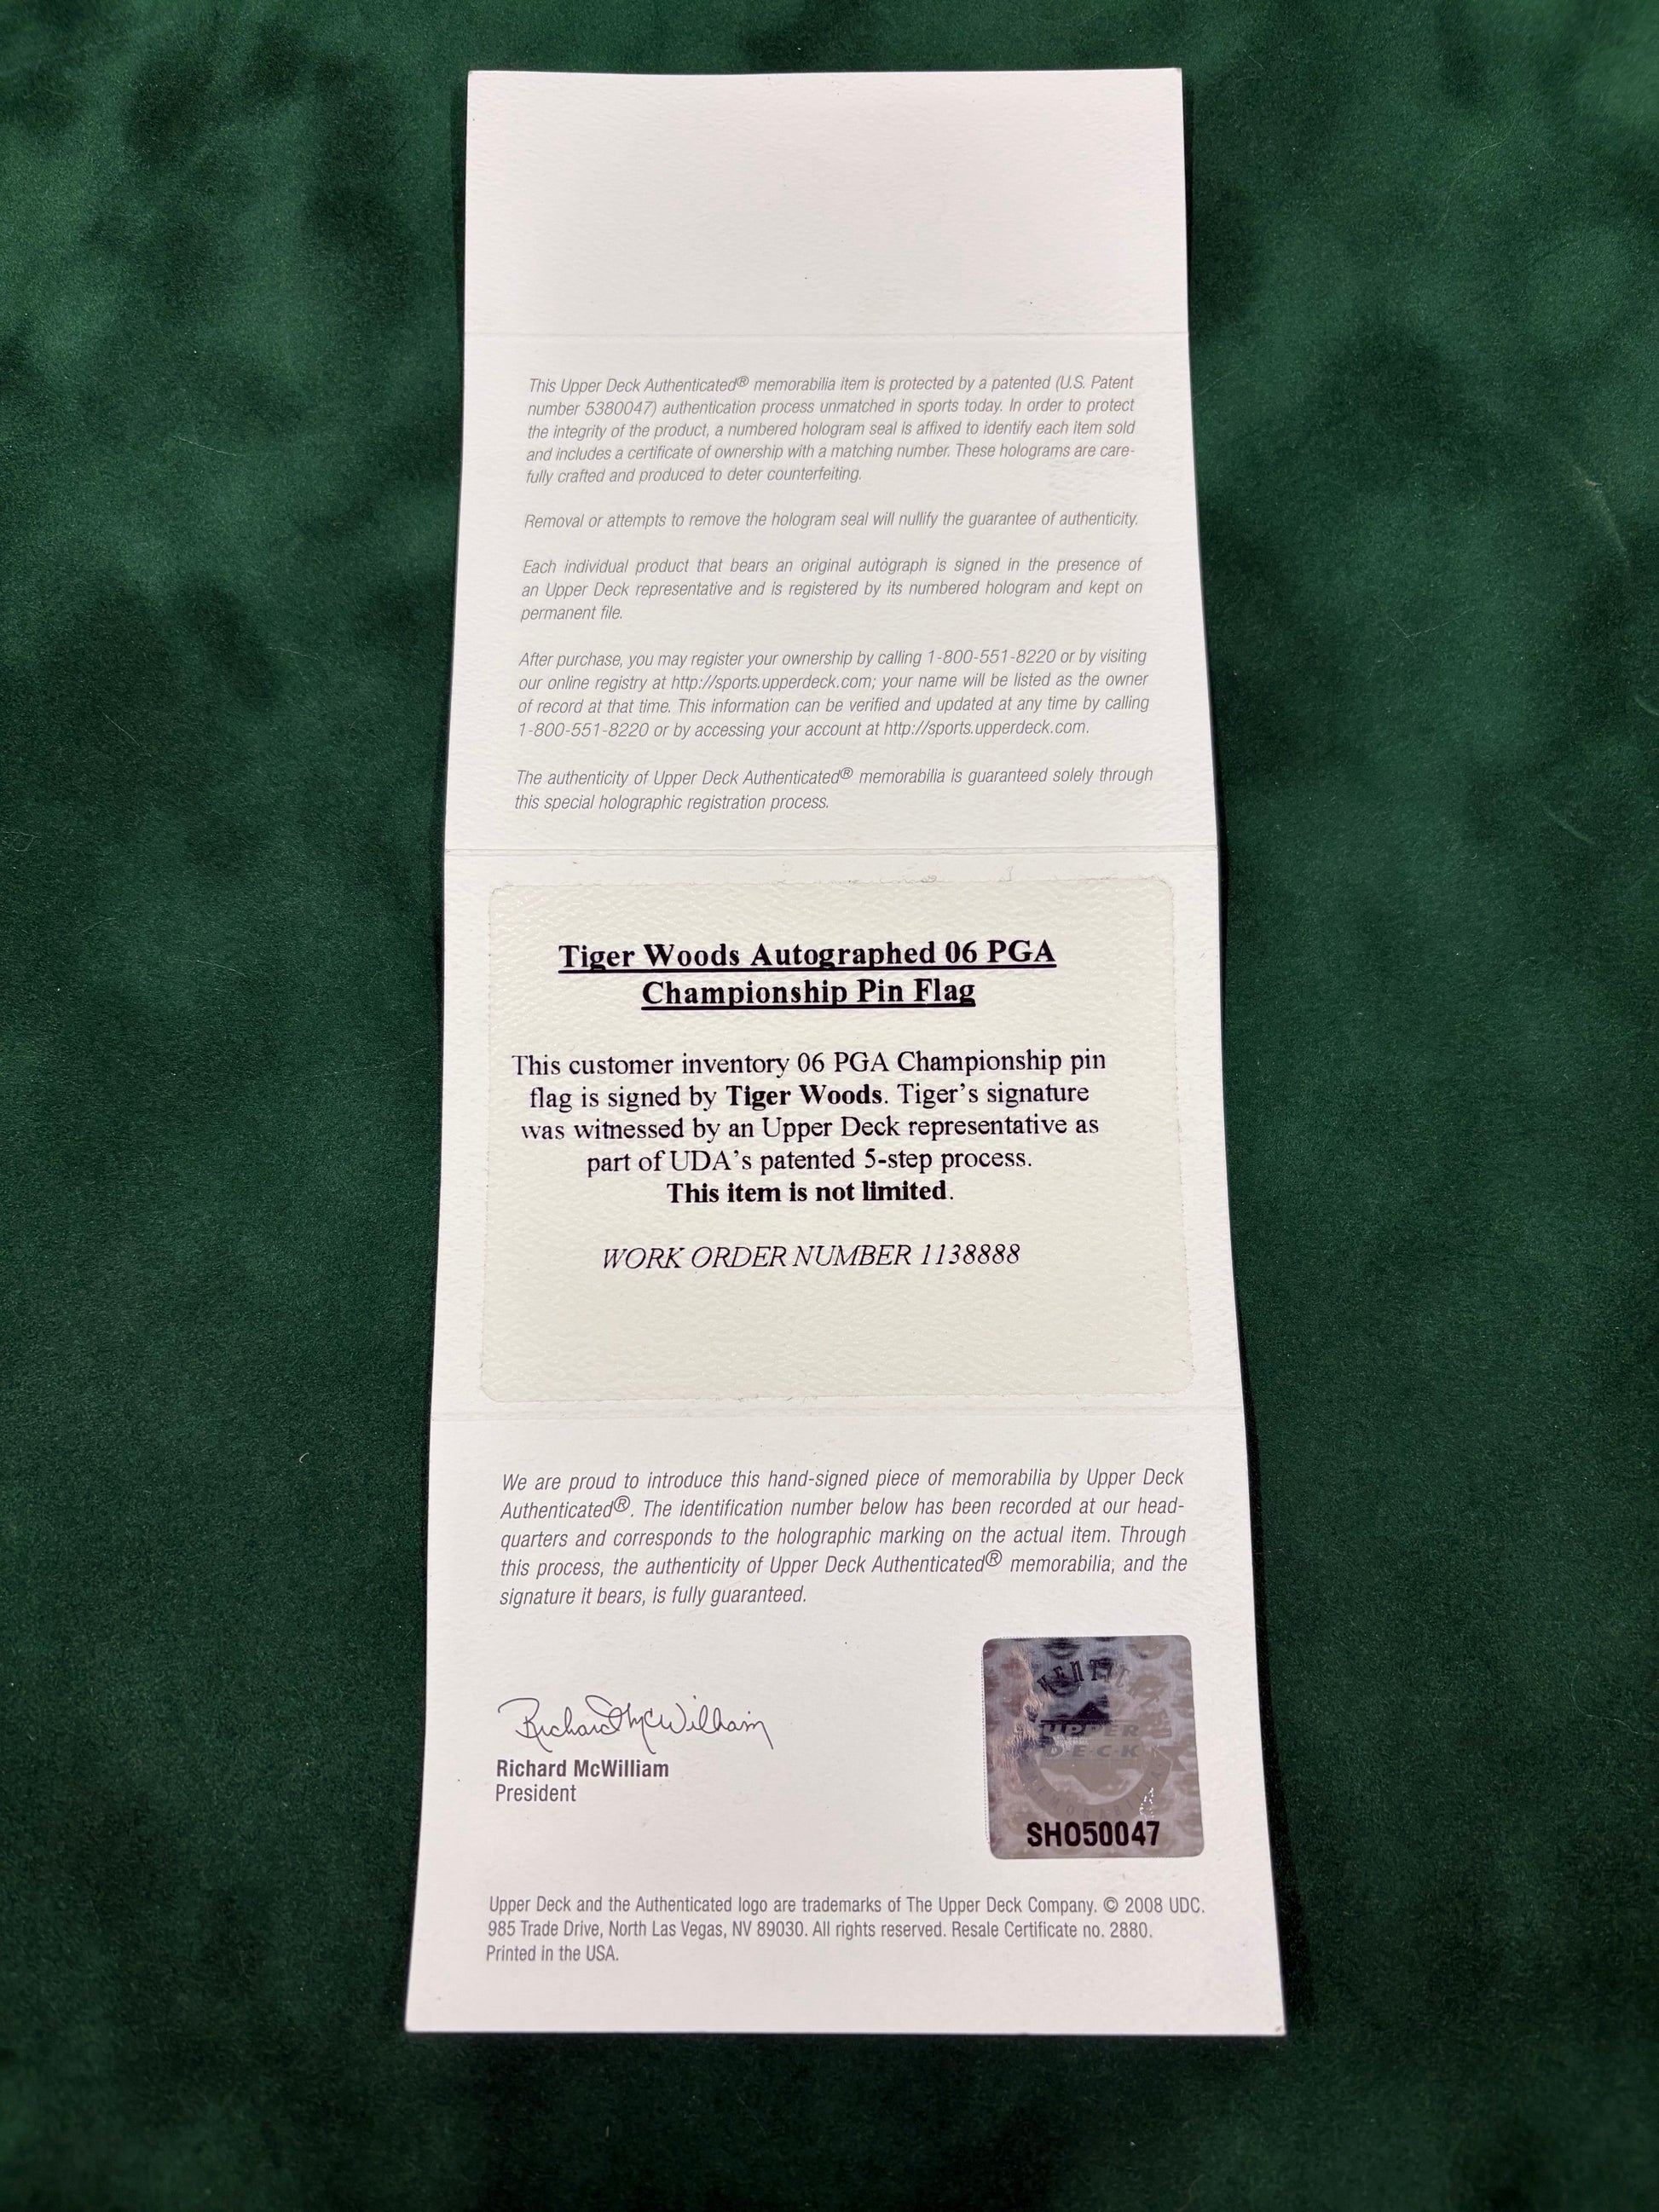 This Upper Deck Authenticated® memorabilia item is protected by a patented (U.S. Patent
number 5380047) authentication process unmatched in sports today. In order to protect
the integrity of the product, a numbered hologram seal is affixed to identify each item sold
and includes a certificate of ownership with a matching number. These holograms are care-
fully crafted and produced to deter counterfeiting.
Removal or attempts to remove the hologram seal will nullify the guarantee of authenticity.
Each individual product that bears an original autograph is signed in the presence of
an Upper Deck representative and is registered by its numbered hologram and kept on
permanent file.
After purchase, you may register your ownership by calling 1-800-551-8220 or by visiting
our online registry at http://sports.upperdeck.com; your name will be listed as the owner
of record at that time. This information can be verified and updated at any time by calling
1-800-551-8220 or by accessing your account at http://sports.upperdeck.com.
The authenticity of Upper Deck Authenticated® memorabilia is guaranteed solely through
this special holographic registration process.
Tiger Woods Autographed 06 PGA
Championship Pin Flag
This customer inventory 06 PGA Championship pin
flag is signed by Tiger Woods. Tiger's signature
was witnessed by an Upper Deck representative as
part of UDA's patented 5-step process.
This item is not limited.
WORK ORDER NUMBER 1138888
We are proud to introduce this hand-signed piece of memorabilia by Upper Deck
Authenticated®. The identification number below has been recorded at our head-
quarters and corresponds to the holographic marking on the actual item. Through
this process, the authenticity of Upper Deck Authenticated® memorabilia, and the
signature it bears, is fully guaranteed.
Richard McWilliam
Richard McWilliam
President
UPPER
DECK
SHO50047
Upper Deck and the Authenticated logo are trademarks of The Upper Deck Company. © 2008 UDC.
985 Trade Drive, North Las Vegas, NV 89030. All rights reserved. Resale Certificate no. 2880.
Printed in the USA.